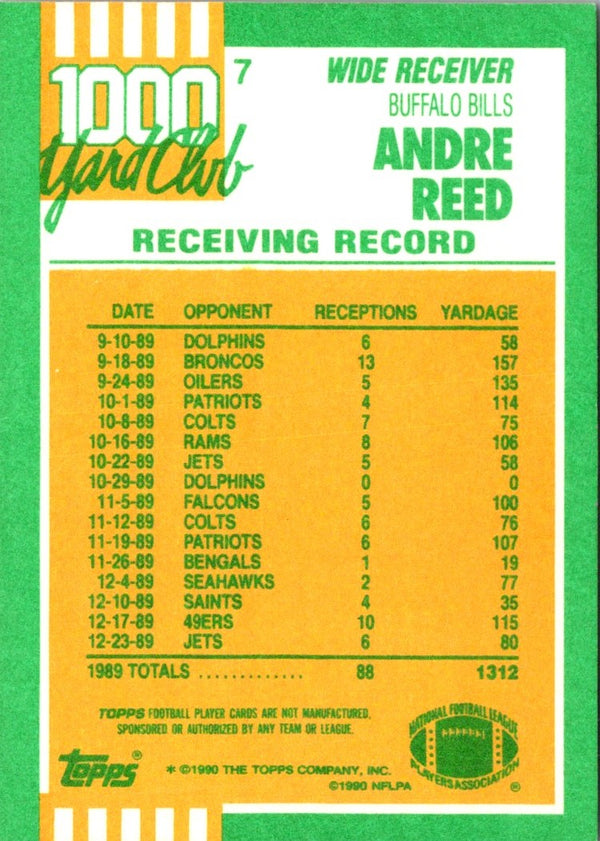 1000 7
Yard Club
WIDE RECEIVER
BUFFALO BILLS
ANDRE
REED
RECEIVING RECORD
DATE OPPONENT RECEPTIONS YARDAGE
9-10-89 DOLPHINS 6 58
9-18-89 BRONCOS 13 157
9-24-89 OILERS 5 135
10-1-89 PATRIOTS 4 114
10-8-89 COLTS 7 75
10-16-89 RAMS 8 106
10-22-89 JETS 5 58
10-29-89 DOLPHINS 0 0
11-5-89 FALCONS 5 100
11-12-89 COLTS 6 76
11-19-89 PATRIOTS 6 107
11-26-89 BENGALS 1 19
12-4-89 SEAHAWKS 2 77
12-10-89 SAINTS 4 35
12-17-89 49ERS 10 115
12-23-89 JETS 6 80
1989 TOTALS .............. 88 1312
TOPPS FOOTBALL PLAYER CARDS ARE NOT MANUFACTURED,
SPONSORED OR AUTHORIZED BY ANY TEAM OR LEAGUE.
NATIONAL FOOTBALL LEAGUE
PLAYERS ASSOCIATION ®
Topps®
* ©1990 THE TOPPS COMPANY, INC.
©1990 NFLPA